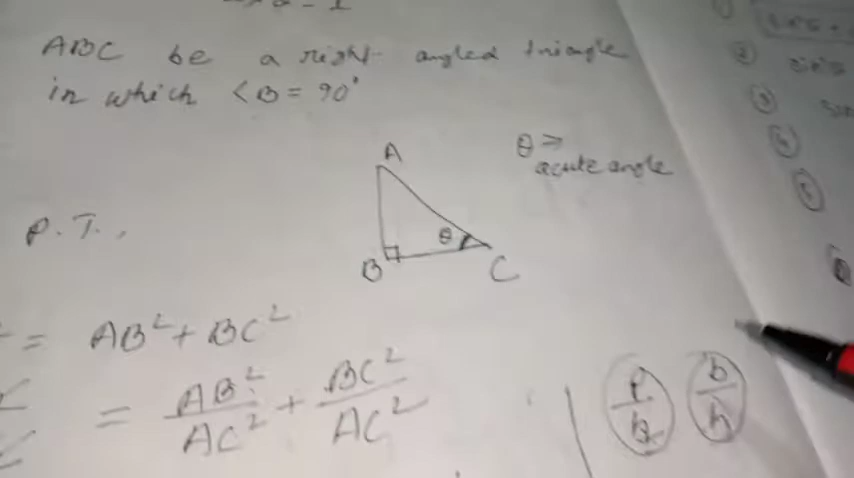 ABC be a right angled triangle
in which <B = 90°
θ ⇒
acute angle
A
P.T.,
θ
B
C
= AB² + BC²
= AB²/AC² + BC²/AC²
b/h